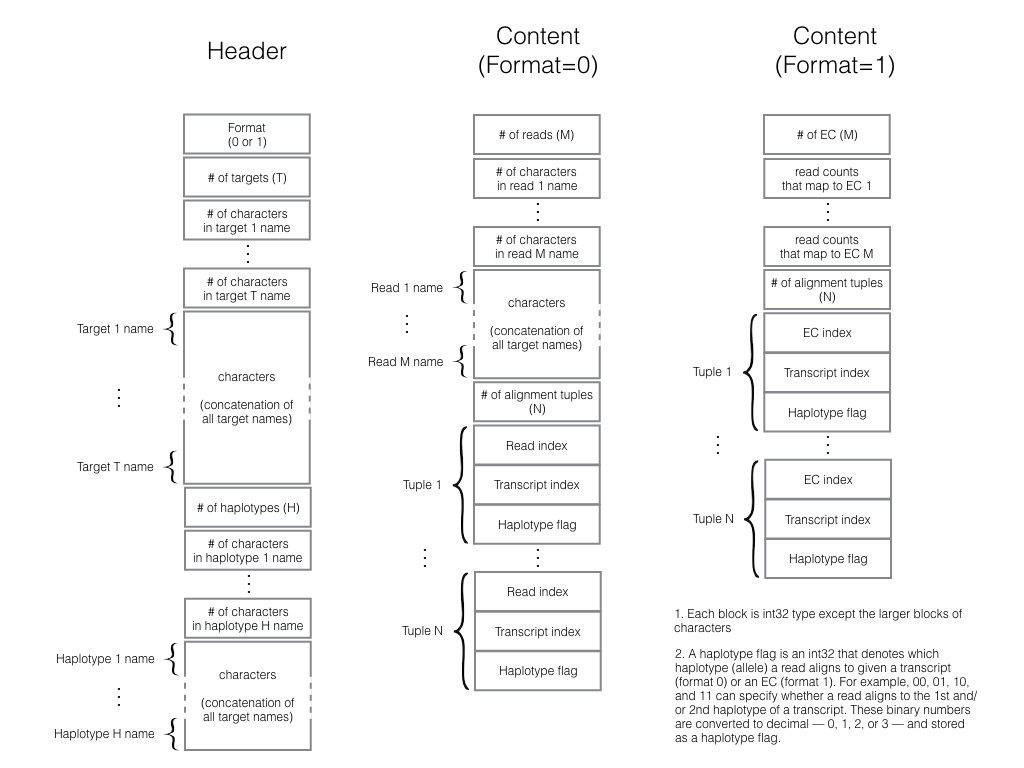 Header
Format
(0 or 1)
# of targets (T)
# of characters
in target 1 name
# of characters
in target T name
Target 1 name
characters
(concatenation of
all target names)
Target T name
# of haplotypes (H)
# of characters
in haplotype 1 name
# of characters
in haplotype H name
Haplotype 1 name
characters
(concatenation of
all target names)
Haplotype H name
Content
(Format=0)
# of reads (M)
# of characters
in read 1 name
# of characters
in read M name
Read 1 name
characters
(concatenation of
all target names)
Read M name
# of alignment tuples
(N)
Read index
Tuple 1
Transcript index
Haplotype flag
Read index
Tuple N
Transcript index
Haplotype flag
Content
(Format=1)
# of EC (M)
read counts
that map to EC 1
read counts
that map to EC M
# of alignment tuples
(N)
EC index
Tuple 1
Transcript index
Haplotype flag
EC index
Tuple N
Transcript index
Haplotype flag
1. Each block is int32 type except the larger blocks of
characters
2. A haplotype flag is an int32 that denotes which
haplotype (allele) a read aligns to given a transcript
(format 0) or an EC (format 1). For example, 00, 01, 10,
and 11 can specify whether a read aligns to the 1st and/
or 2nd haplotype of a transcript. These binary numbers
are converted to decimal — 0, 1, 2, or 3 — and stored
as a haplotype flag.